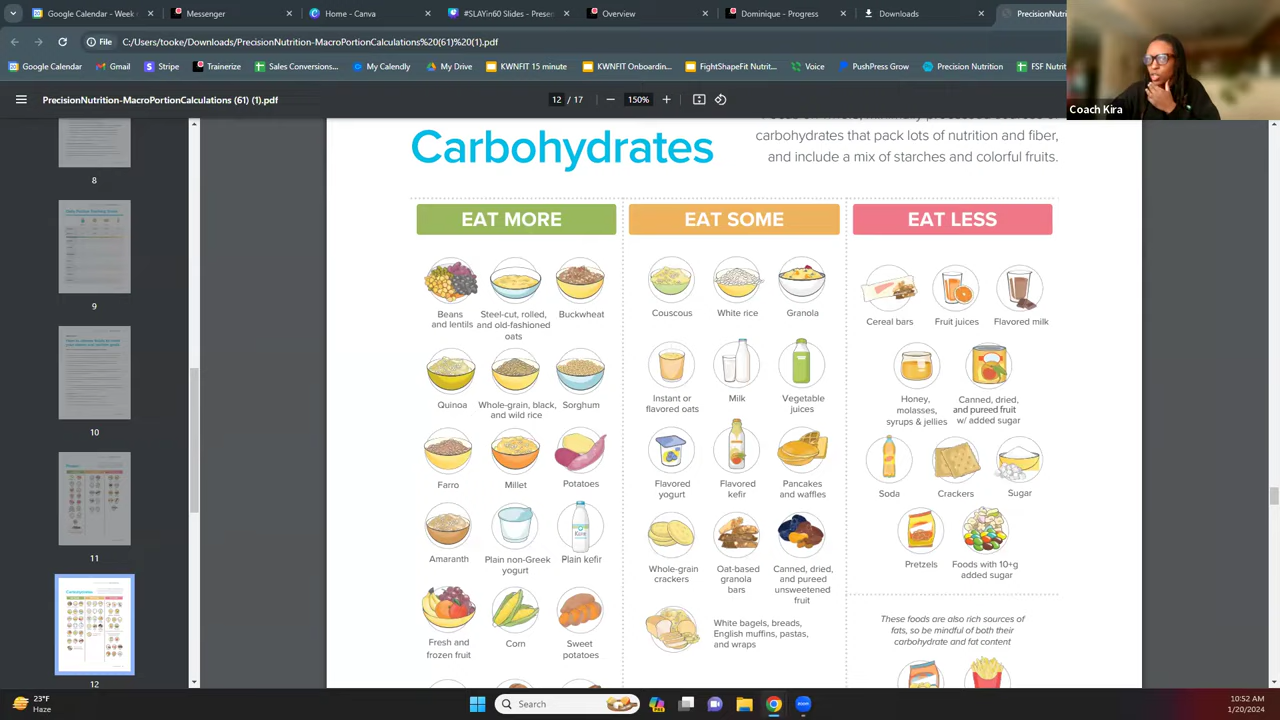 Google Calendar - Week
Messenger
Home - Canva
#SLAYin60 Slides - Prese
Overview
Dominique - Progress
Downloads
PrecisionNutri
File
C:/Users/tooke/Downloads/PrecisionNutrition-MacroPortionCalculations%20(61)%20(1).pdf
Google Calendar
Gmail
Stripe
Trainerize
Sales Conversions...
My Calendly
My Drive
KWNFIT 15 minute
KWNFIT Onboardin...
FightShapeFit Nutrit...
Voice
PushPress Grow
Precision Nutrition
FSF Nutri
Coach Kira
PrecisionNutrition-MacroPortionCalculations (61) (1).pdf
12 / 17
150%
8
9
10
11
12
Carbohydrates
carbohydrates that pack lots of nutrition and fiber,
and include a mix of starches and colorful fruits.
EAT MORE
Beans
and lentils
Steel-cut, rolled,
and old-fashioned
oats
Buckwheat
Quinoa
Whole-grain, black,
and wild rice
Sorghum
Farro
Millet
Potatoes
Amaranth
Plain non-Greek
yogurt
Plain kefir
Fresh and
frozen fruit
Corn
Sweet
potatoes
EAT SOME
Couscous
White rice
Granola
Instant or
flavored oats
Milk
Vegetable
juices
Flavored
yogurt
Flavored
kefir
Pancakes
and waffles
Whole-grain
crackers
Oat-based
granola
bars
Canned, dried,
and pureed
unsweetened
fruit
White bagels, breads,
English muffins, pastas,
and wraps
EAT LESS
Cereal bars
Fruit juices
Flavored milk
Honey,
molasses,
syrups & jellies
Canned, dried,
and pureed fruit
w/ added sugar
Soda
Crackers
Sugar
Pretzels
Foods with 10+g
added sugar
These foods are also rich sources of
fats, so be mindful of both their
carbohydrate and fat content
23°F
Haze
Search
zoom
10:52 AM
1/20/2024